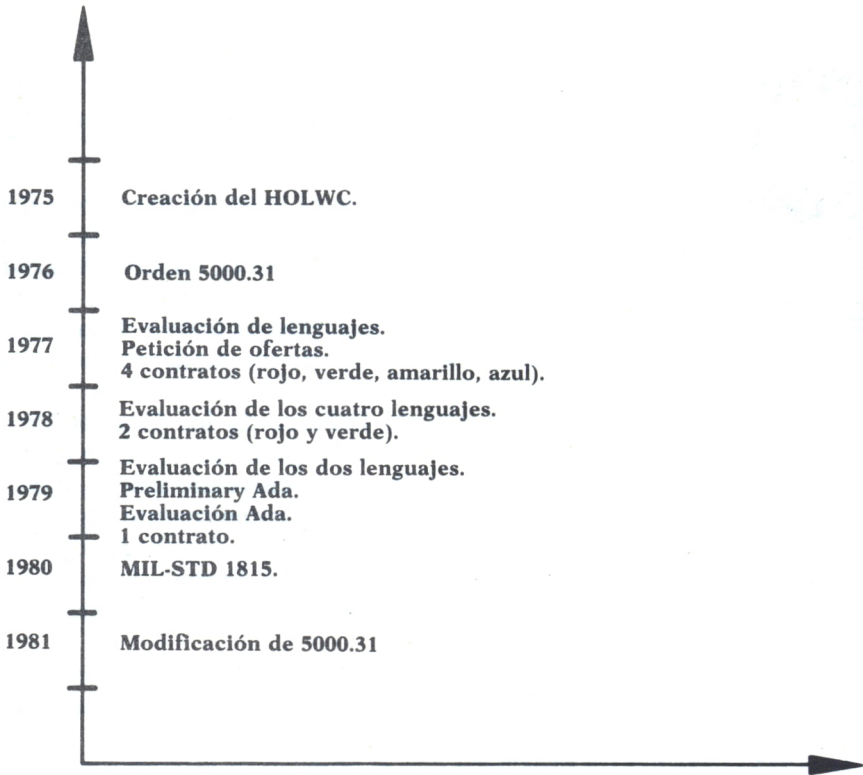 1975 Creación del HOLWC.
1976 Orden 5000.31
Evaluación de lenguajes.
1977 Petición de ofertas.
4 contratos (rojo, verde, amarillo, azul).
Evaluación de los cuatro lenguajes.
1978 2 contratos (rojo y verde).
Evaluación de los dos lenguajes.
1979 Preliminary Ada.
Evaluación Ada.
1 contrato.
1980 MIL-STD 1815.
1981 Modificación de 5000.31